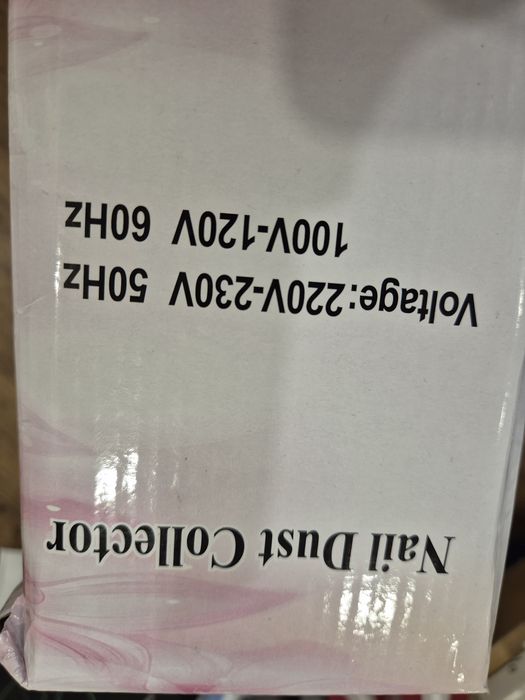 Nail Dust Collector
Voltage:220V-230V 50Hz
100V-120V 60Hz